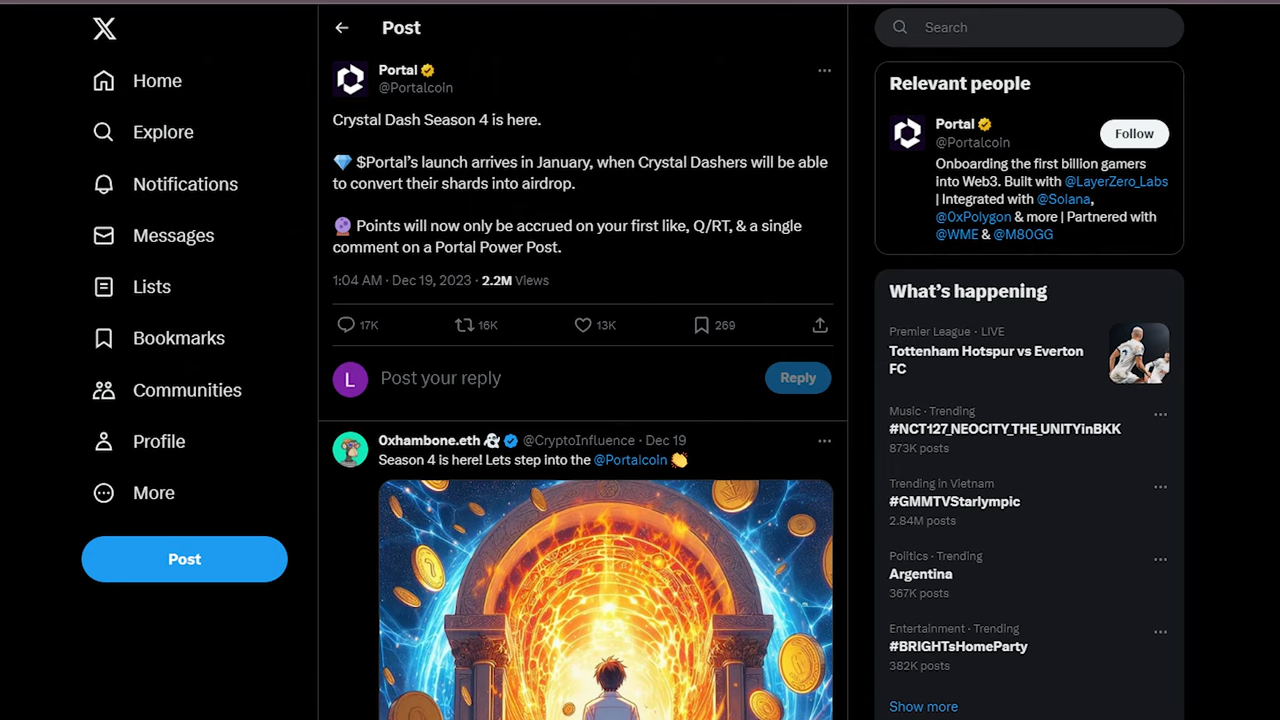 Home
Explore
Notifications
Messages
Lists
Bookmarks
Communities
Profile
More
Post
Post
Portal
@Portalcoin
Crystal Dash Season 4 is here.
💎 $Portal’s launch arrives in January, when Crystal Dashers will be able
to convert their shards into airdrop.
🔮 Points will now only be accrued on your first like, Q/RT, & a single
comment on a Portal Power Post.
1:04 AM · Dec 19, 2023 · 2.2M Views
17K 16K 13K 269
L Post your reply Reply
0xhambone.eth 👻 @CryptoInfluence · Dec 19
Season 4 is here! Lets step into the @Portalcoin 👏
Search
Relevant people
Portal
@Portalcoin
Follow
Onboarding the first billion gamers
into Web3. Built with @LayerZero_Labs
| Integrated with @Solana,
@0xPolygon & more | Partnered with
@WME & @M80GG
What’s happening
Premier League · LIVE
Tottenham Hotspur vs Everton
FC
Music · Trending
#NCT127_NEOCITY_THE_UNITYinBKK
873K posts
Trending in Vietnam
#GMMTVStarlympic
2.84M posts
Politics · Trending
Argentina
367K posts
Entertainment · Trending
#BRIGHTsHomeParty
382K posts
Show more